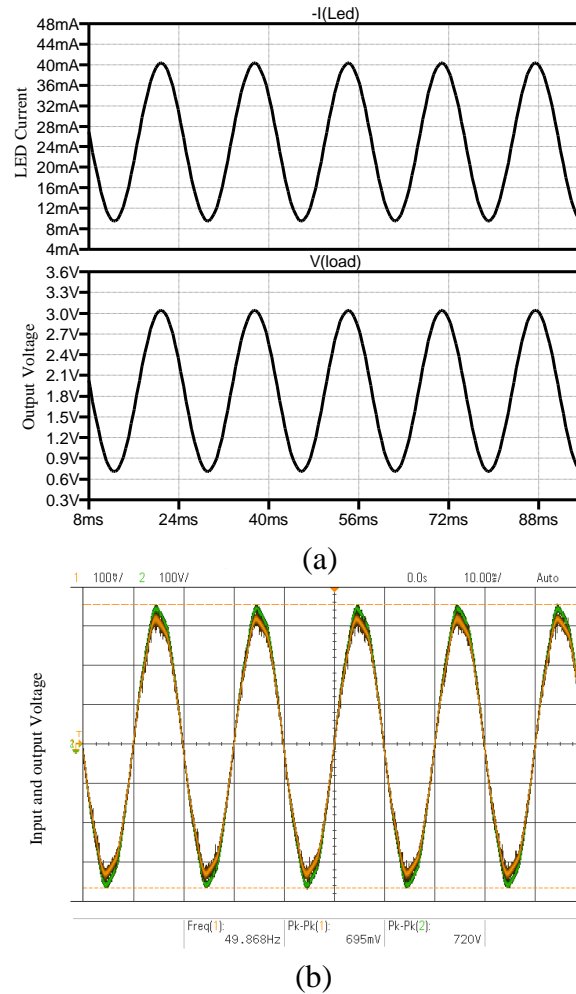 -I(Led)
48mA
44mA
40mA
36mA
32mA
28mA
24mA
20mA
16mA
12mA
8mA
4mA
LED Current
V(load)
3.6V
3.3V
3.0V
2.7V
2.4V
2.1V
1.8V
1.5V
1.2V
0.9V
0.6V
0.3V
Output Voltage
8ms 24ms 40ms 56ms 72ms 88ms
(a)
1 100V/ 2 100V/ 0.0s 10.00s/ Auto
Input and output Voltage
T
2
Freq(1): Pk-Pk(1): Pk-Pk(2):
49.868Hz 695mV 720V
(b)